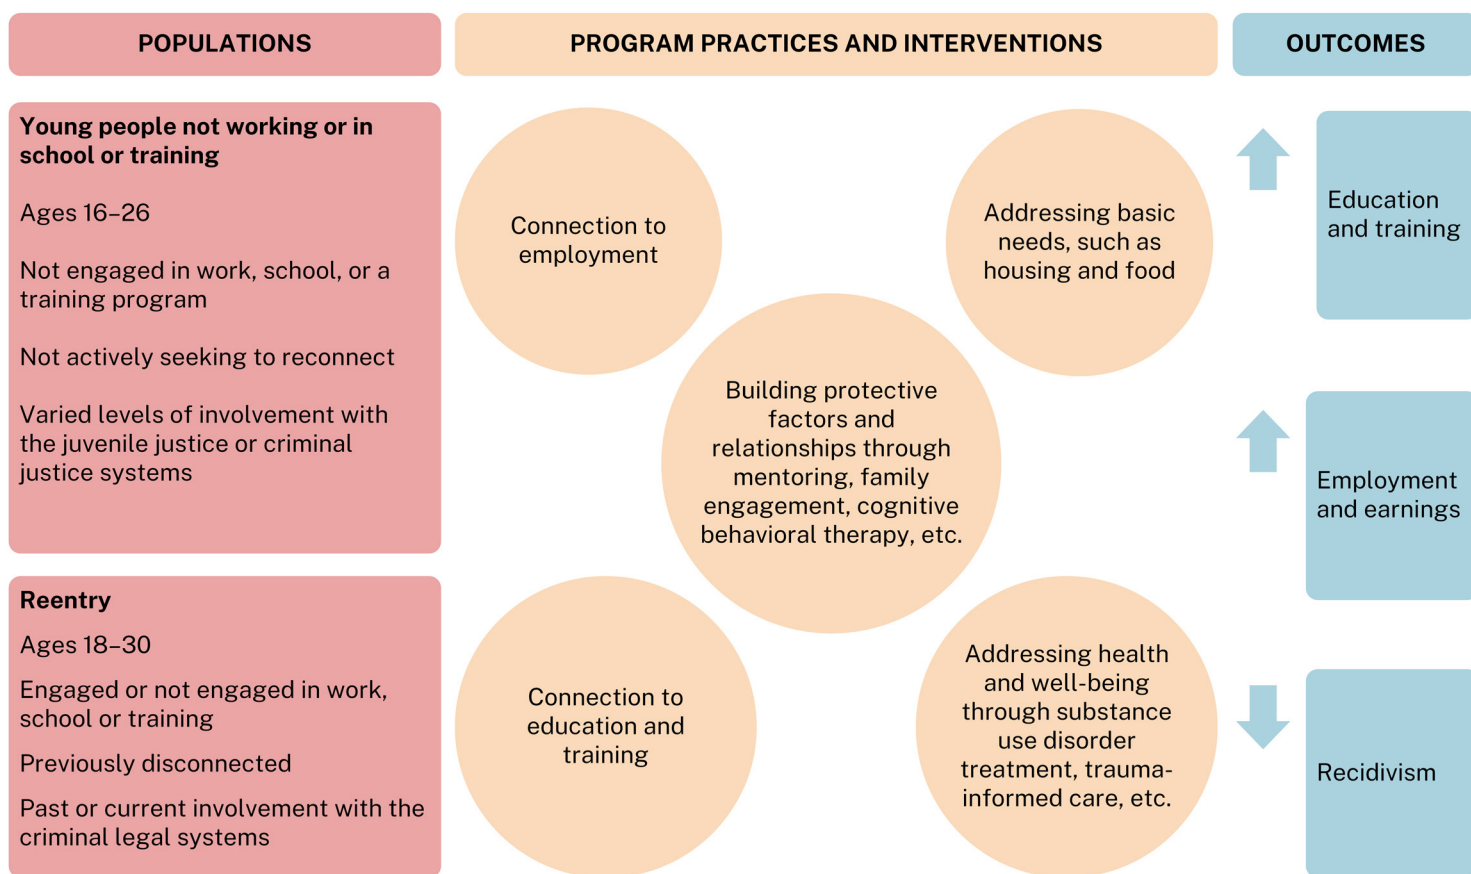 POPULATIONS
PROGRAM PRACTICES AND INTERVENTIONS
OUTCOMES
Young people not working or in
school or training
Ages 16–26
Not engaged in work, school, or a
training program
Not actively seeking to reconnect
Varied levels of involvement with
the juvenile justice or criminal
justice systems
Reentry
Ages 18–30
Engaged or not engaged in work,
school or training
Previously disconnected
Past or current involvement with the
criminal legal systems
Connection to
employment
Addressing basic
needs, such as
housing and food
Building protective
factors and
relationships through
mentoring, family
engagement, cognitive
behavioral therapy, etc.
Connection to
education and
training
Addressing health
and well-being
through substance
use disorder
treatment, trauma-
informed care, etc.
Education
and training
Employment
and earnings
Recidivism